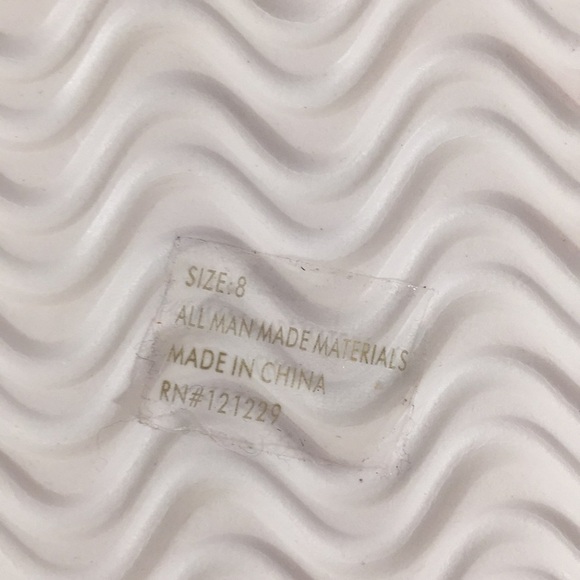 SIZE:8
ALL MAN MADE MATERIALS
MADE IN CHINA
RN#121229